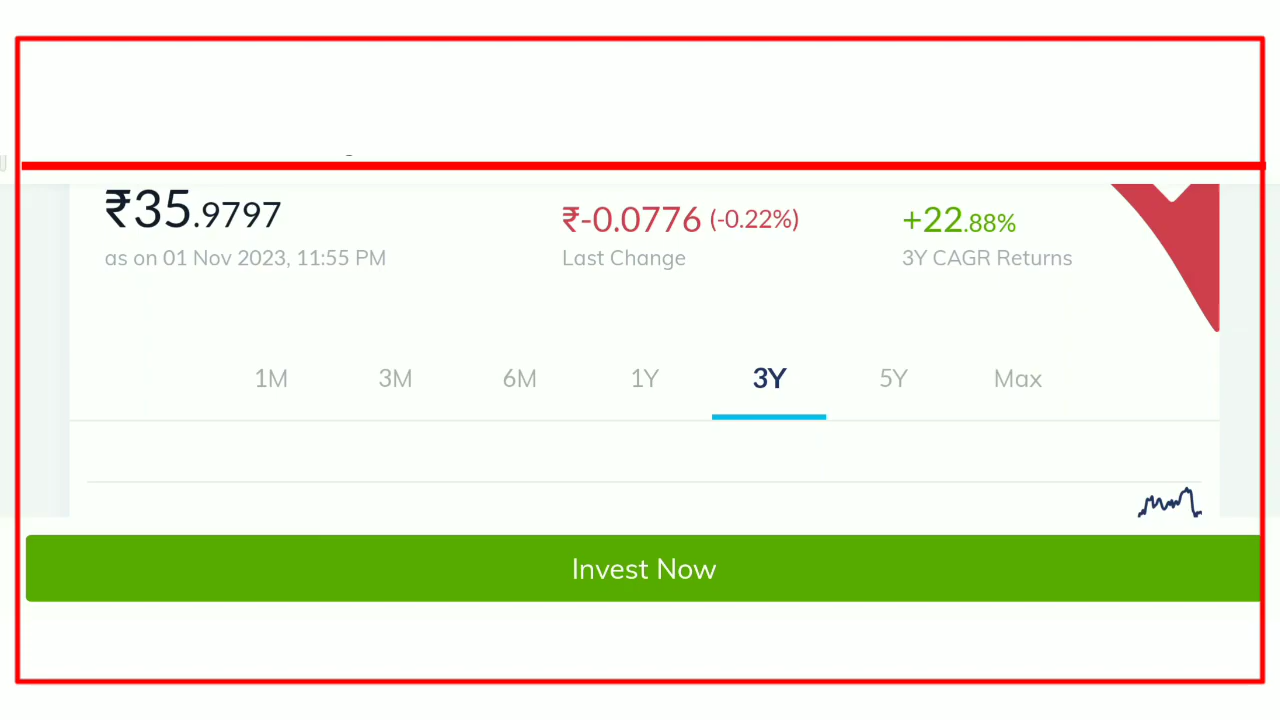 ₹35.9797 ₹-0.0776 (-0.22%) +22.88%
as on 01 Nov 2023, 11:55 PM Last Change 3Y CAGR Returns
1M 3M 6M 1Y 3Y 5Y Max
Invest Now